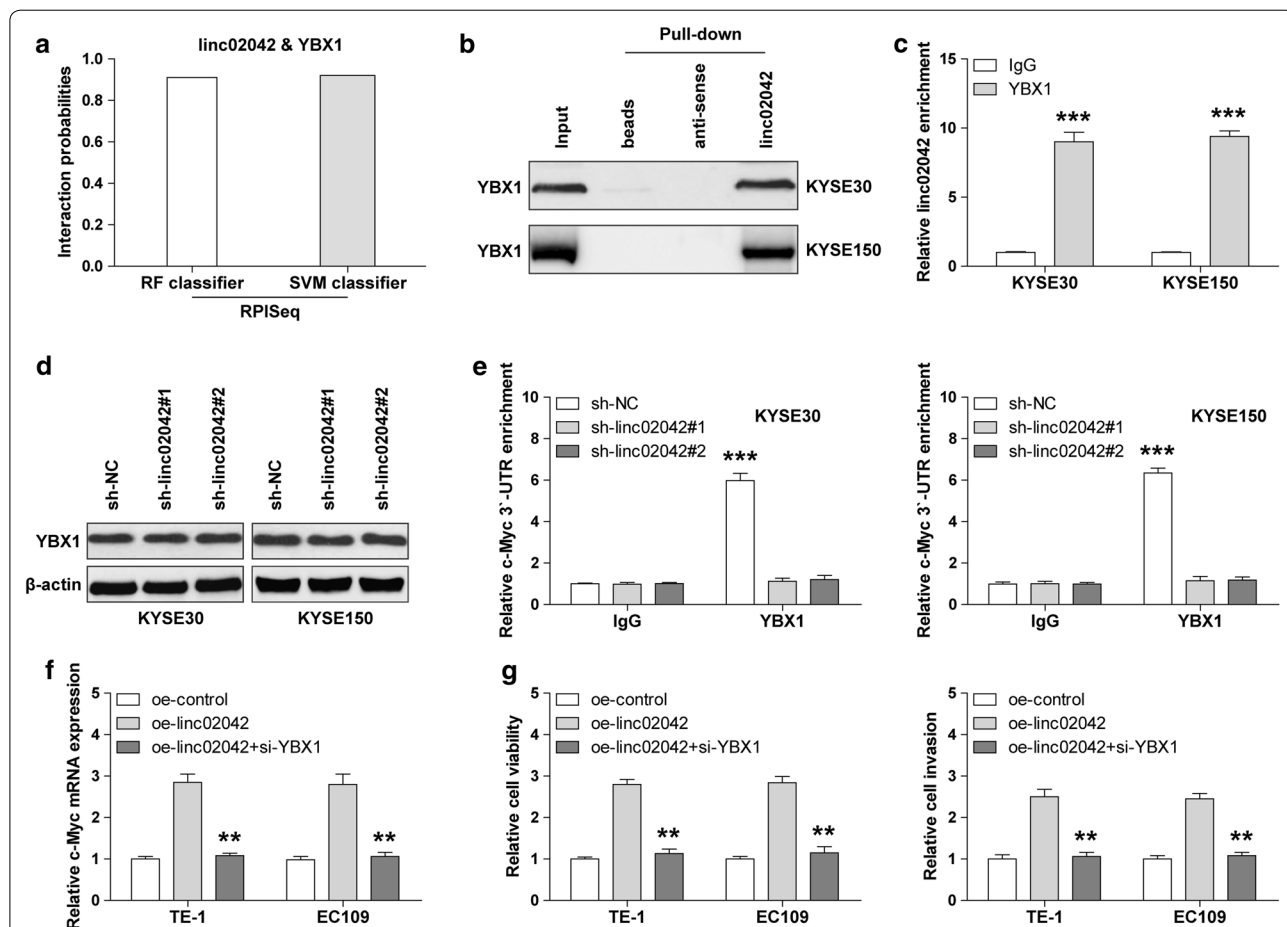 a
linc02042 & YBX1
Interaction probabilities
1.0
0.8
0.6
0.4
0.2
0.0
RF classifier
SVM classifier
RPISeq
b
Pull-down
Input
beads
anti-sense
linc02042
YBX1
KYSE30
YBX1
KYSE150
c
IgG
YBX1
Relative linc02042 enrichment
15
10
5
0
***
***
KYSE30
KYSE150
d
sh-NC
sh-linc02042#1
sh-linc02042#2
sh-NC
sh-linc02042#1
sh-linc02042#2
YBX1
β-actin
KYSE30
KYSE150
e
Relative c-Myc 3`-UTR enrichment
10
8
6
4
2
0
sh-NC
sh-linc02042#1
sh-linc02042#2
KYSE30
***
IgG
YBX1
Relative c-Myc 3`-UTR enrichment
10
8
6
4
2
0
sh-NC
sh-linc02042#1
sh-linc02042#2
KYSE150
***
IgG
YBX1
f
Relative c-Myc mRNA expression
5
4
3
2
1
0
oe-control
oe-linc02042
oe-linc02042+si-YBX1
**
**
TE-1
EC109
g
Relative cell viability
5
4
3
2
1
0
oe-control
oe-linc02042
oe-linc02042+si-YBX1
**
**
TE-1
EC109
Relative cell invasion
5
4
3
2
1
0
oe-control
oe-linc02042
oe-linc02042+si-YBX1
**
**
TE-1
EC109